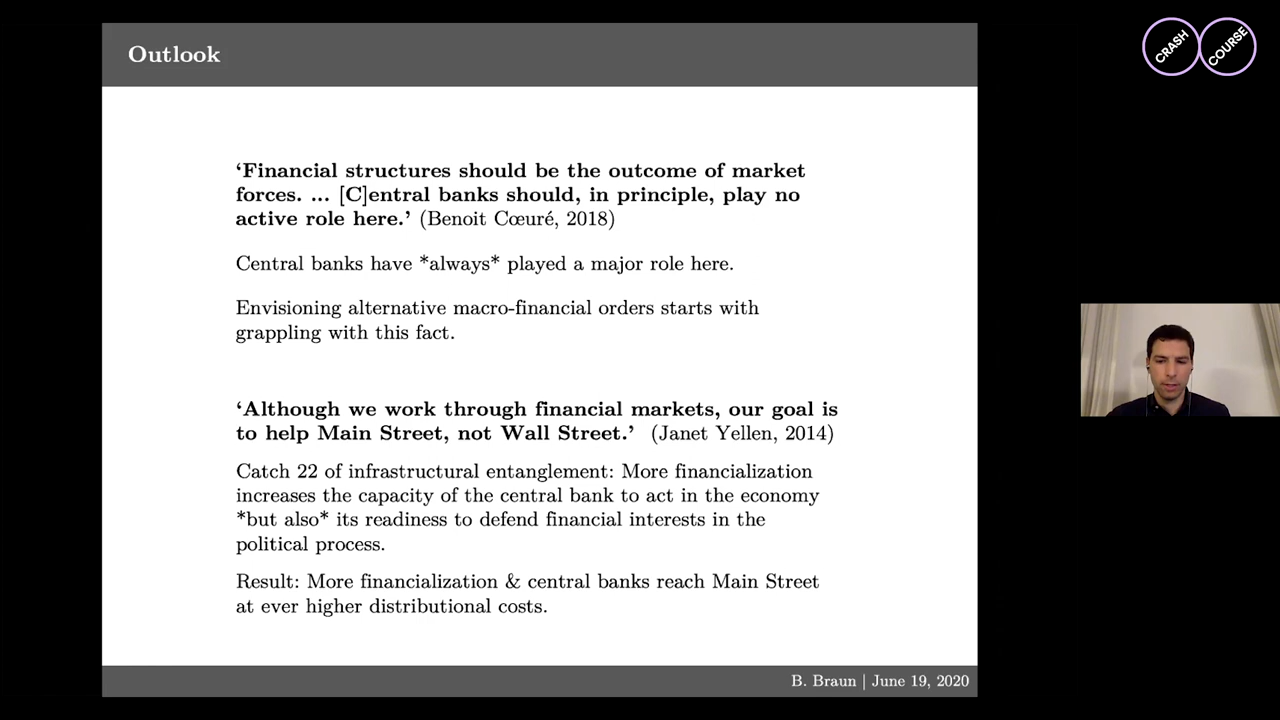 Outlook
CRASH COURSE
‘Financial structures should be the outcome of market
forces. ... [C]entral banks should, in principle, play no
active role here.’ (Benoit Cœuré, 2018)
Central banks have *always* played a major role here.
Envisioning alternative macro-financial orders starts with
grappling with this fact.
‘Although we work through financial markets, our goal is
to help Main Street, not Wall Street.’ (Janet Yellen, 2014)
Catch 22 of infrastructural entanglement: More financialization
increases the capacity of the central bank to act in the economy
*but also* its readiness to defend financial interests in the
political process.
Result: More financialization & central banks reach Main Street
at ever higher distributional costs.
B. Braun | June 19, 2020